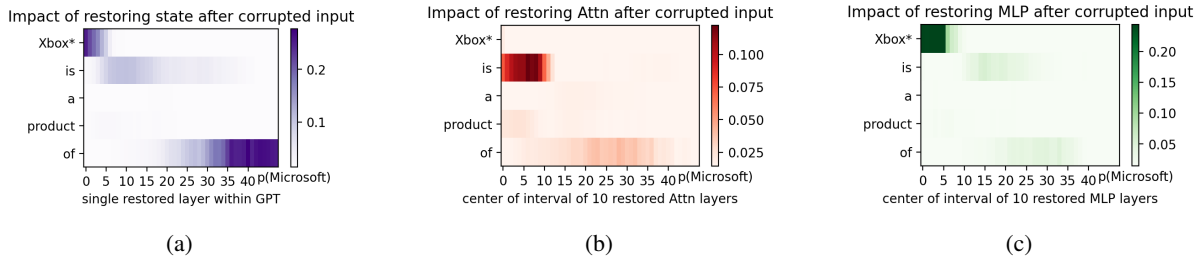 Impact of restoring state after corrupted input
Xbox*
is
a
product
of
0 5 10 15 20 25 30 35 40
p(Microsoft)
single restored layer within GPT
0.2
0.1
(a)
Impact of restoring Attn after corrupted input
Xbox*
is
a
product
of
0 5 10 15 20 25 30 35 40
p(Microsoft)
center of interval of 10 restored Attn layers
0.100
0.075
0.050
0.025
(b)
Impact of restoring MLP after corrupted input
Xbox*
is
a
product
of
0 5 10 15 20 25 30 35 40
p(Microsoft)
center of interval of 10 restored MLP layers
0.20
0.15
0.10
0.05
(c)